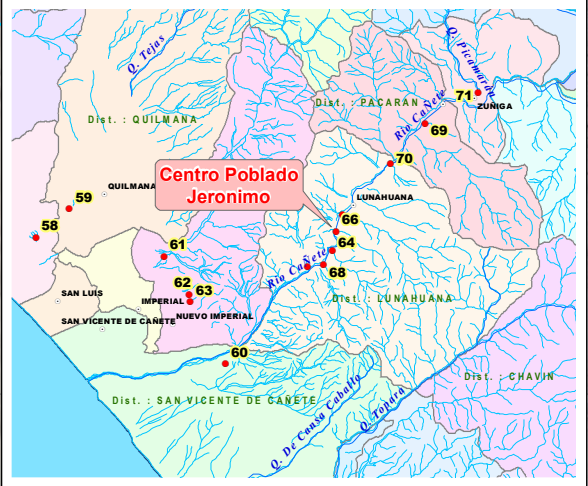 Q. Tejas
Q. Picamarán
Dist. : QUILMANA
Dist. : PACARAN
71
ZUÑIGA
Río Cañete
69
70
Centro Poblado
Jeronimo
QUILMANA
59
58
LUNAHUANA
66
61
64
68
Río Cañete
62
63
SAN LUIS
IMPERIAL
NUEVO IMPERIAL
SAN VICENTE DE CAÑETE
Dist. : LUNAHUANA
60
Dist. : CHAVIN
Dist. : SAN VICENTE DE CAÑETE
Q. De Cansa Caballo
Q. Topara